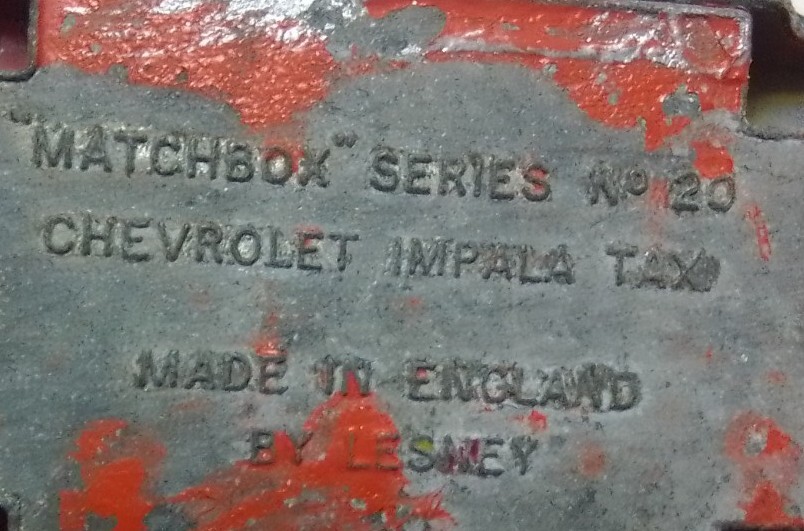 "MATCHBOX" SERIES No 20
CHEVROLET IMPALA TAXI
MADE IN ENGLAND
BY LESNEY